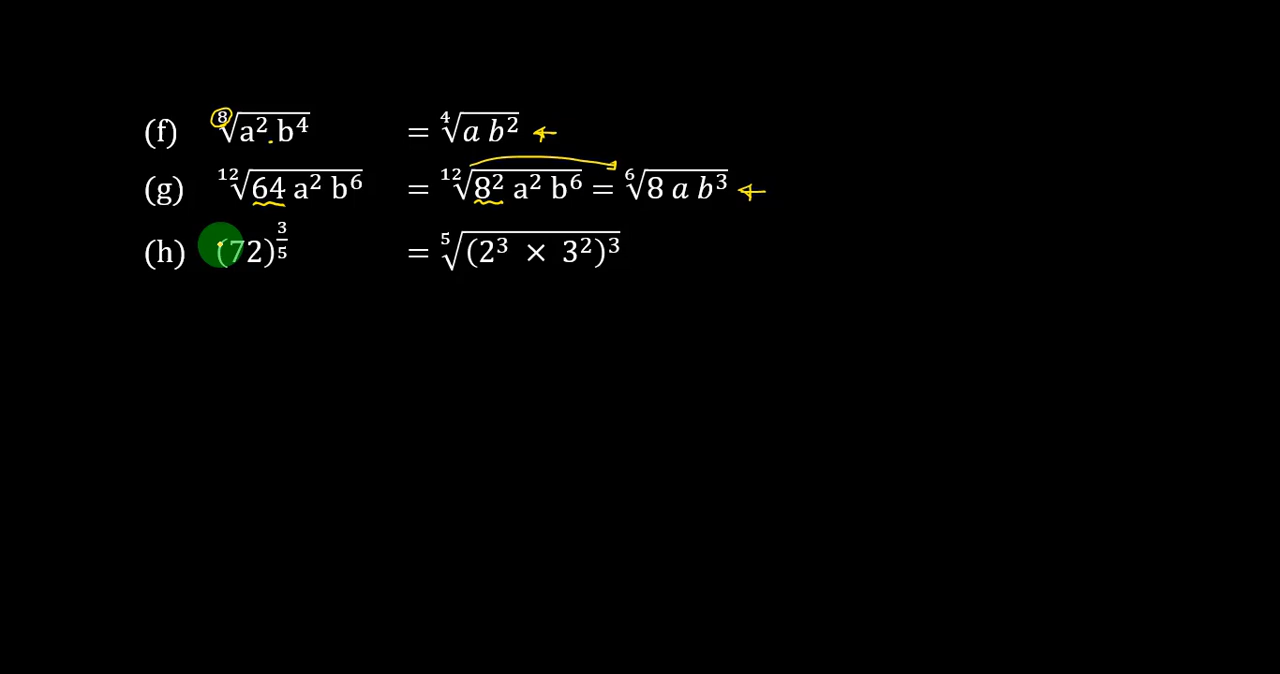 (f) ⁸√(a² . b⁴) = ⁴√(a b²)
(g) ¹²√(64 a² b⁶) = ¹²√(8² a² b⁶) = ⁶√(8 a b³)
(h) (72)^(3/5) = ⁵√((2³ × 3²)³)